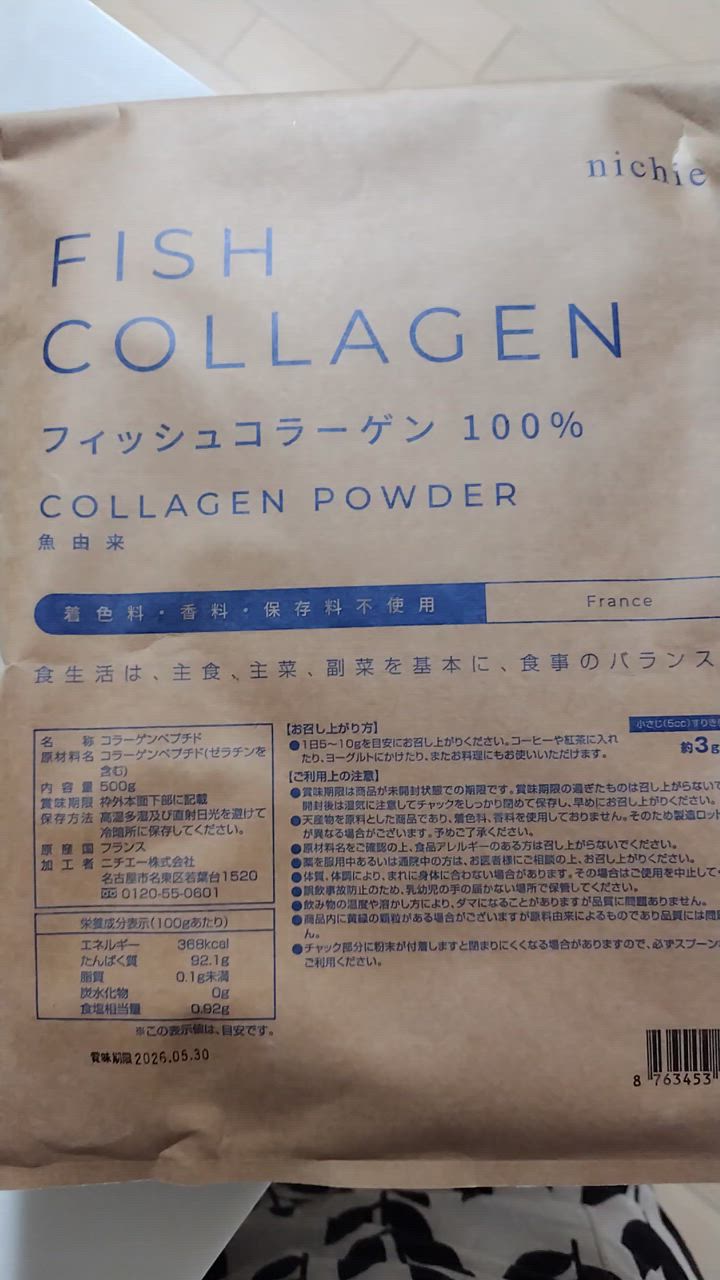 nichie
FISH
COLLAGEN
フィッシュコラーゲン 100%
COLLAGEN POWDER
魚由来
着色料・香料・保存料不使用
France
食生活は、主食、主菜、副菜を基本に、食事のバランス
名 称 コラーゲンペプチド
原材料名 コラーゲンペプチド(ゼラチンを
含む)
内容量 500g
賞味期限 枠外本面下部に記載
保存方法 高温多湿及び直射日光を避けて
冷暗所に保存してください。
原産国 フランス
加工者 ニチエー株式会社
名古屋市名東区若葉台1520
0120-55-0601
栄養成分表示(100gあたり)
エネルギー 368kcal
たんぱく質 92.1g
脂質 0.1g未満
炭水化物 0g
食塩相当量 0.92g
※この表示値は、目安です。
賞味期限2026.05.30
【お召し上がり方】
●1日5〜10gを目安にお召し上がりください。コーヒーや紅茶に入れ
たり、ヨーグルトにかけたり、またお料理にもお使いいただけます。
小さじ(5cc)すりき
約3g
【ご利用上の注意】
●賞味期限は商品が未開封状態での期限です。賞味期限の過ぎたものは召し上がらないで
開封後は湿気に注意してチャックをしっかり閉めて保存し、早めにお召し上がりください。
●天産物を原料とした商品であり、着色料、香料を使用しておりません。そのため製造ロット
が異なる場合がございます。予めご了承ください。
●原材料名をご確認の上、食品アレルギーのある方は召し上がらないでください。
●薬を服用中あるいは通院中の方は、お医者様にご相談の上、お召し上がりください。
●体質、体調により、まれに身体に合わない場合があります。その場合はご使用を中止して
●誤飲事故防止のため、乳幼児の手の届かない場所で保管してください。
●飲み物の温度や溶かし方により、ダマになることがありますが品質に問題ありません。
●商品内に黄緑の顆粒がある場合がございますが原料由来によるものであり品質には問題
ん。
●チャック部分に粉末が付着しますと閉まりにくくなる場合がありますので、必ずスプーン
ご利用ください。
8 763453